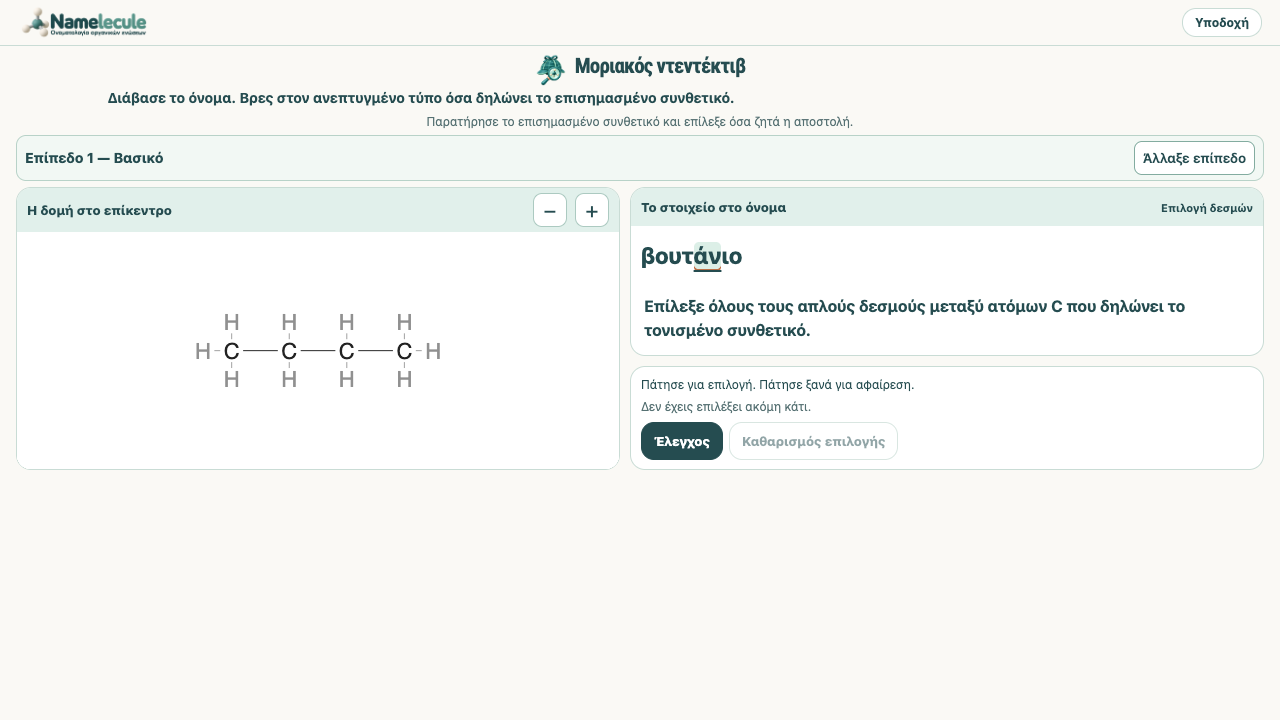 Namelecule
Ονοματολογία οργανικών ενώσεων
Υποδοχή
Μοριακός ντεντέκτιβ
Διάβασε το όνομα. Βρες στον ανεπτυγμένο τύπο όσα δηλώνει το επισημασμένο συνθετικό.
Παρατήρησε το επισημασμένο συνθετικό και επίλεξε όσα ζητά η αποστολή.
Επίπεδο 1 — Βασικό
Άλλαξε επίπεδο
Η δομή στο επίκεντρο
− +
H H H H
H C C C C H
H H H H
Το στοιχείο στο όνομα
Επιλογή δεσμών
βουτάνιο
Επίλεξε όλους τους απλούς δεσμούς μεταξύ ατόμων C που δηλώνει το
τονισμένο συνθετικό.
Πάτησε για επιλογή. Πάτησε ξανά για αφαίρεση.
Δεν έχεις επιλέξει ακόμη κάτι.
Έλεγχος
Καθαρισμός επιλογής